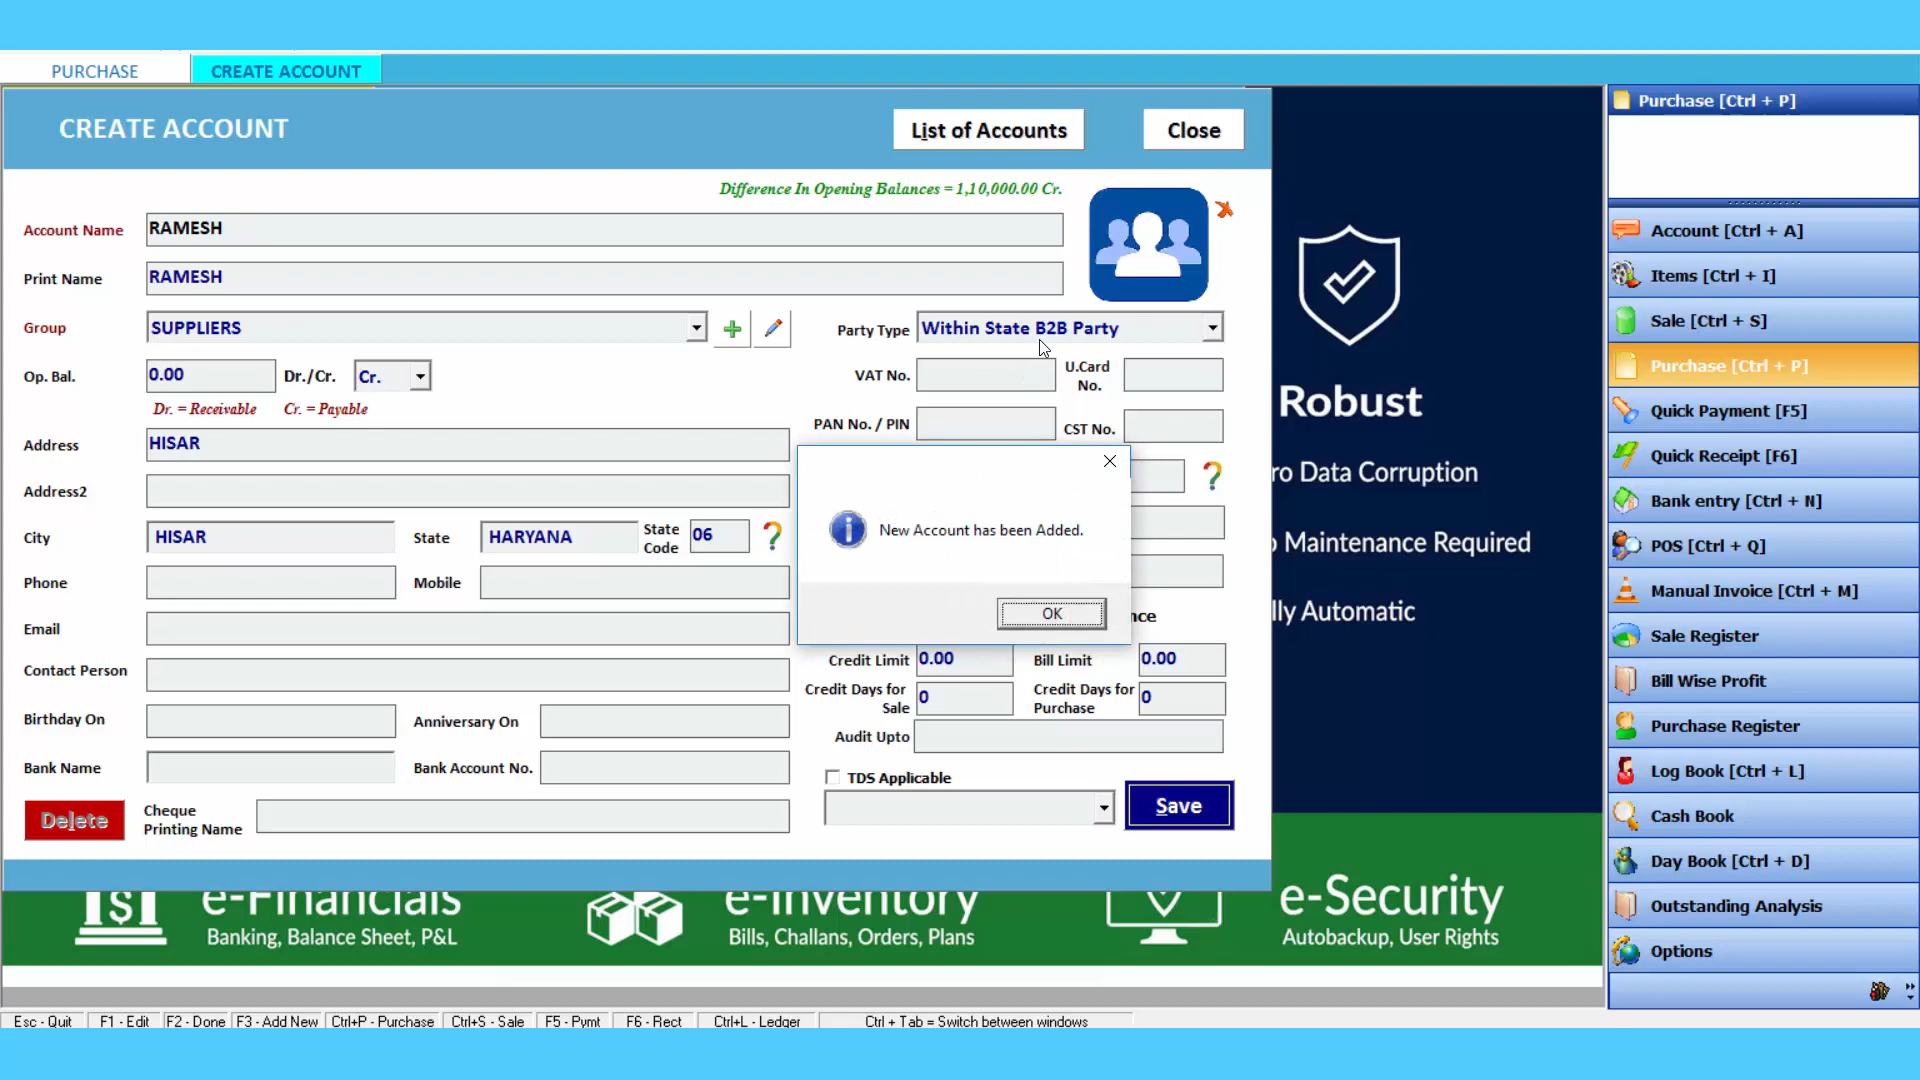 PURCHASE
CREATE ACCOUNT
CREATE ACCOUNT
List of Accounts
Close
Difference In Opening Balances = 1,10,000.00 Cr.
Account Name RAMESH
Print Name RAMESH
Group SUPPLIERS
Party Type Within State B2B Party
Op. Bal. 0.00 Dr./Cr. Cr.
VAT No. U.Card No.
Dr. = Receivable Cr. = Payable
PAN No. / PIN CST No.
Address HISAR
Address2
City HISAR State HARYANA State Code 06
Phone Mobile
Email
Contact Person
Birthday On Anniversary On
Bank Name Bank Account No.
Delete
Cheque Printing Name
New Account has been Added.
OK
nce
Credit Limit 0.00 Bill Limit 0.00
Credit Days for Sale 0 Credit Days for Purchase 0
Audit Upto
TDS Applicable
Save
Robust
ro Data Corruption
o Maintenance Required
lly Automatic
e-Financials
Banking, Balance Sheet, P&L
e-Inventory
Bills, Challans, Orders, Plans
e-Security
Autobackup, User Rights
Purchase [Ctrl + P]
Account [Ctrl + A]
Items [Ctrl + I]
Sale [Ctrl + S]
Purchase [Ctrl + P]
Quick Payment [F5]
Quick Receipt [F6]
Bank entry [Ctrl + N]
POS [Ctrl + Q]
Manual Invoice [Ctrl + M]
Sale Register
Bill Wise Profit
Purchase Register
Log Book [Ctrl + L]
Cash Book
Day Book [Ctrl + D]
Outstanding Analysis
Options
Esc - Quit F1 - Edit F2 - Done F3 - Add New Ctrl+P - Purchase Ctrl+S - Sale F5 - Pymt F6 - Rect Ctrl+L - Ledger Ctrl + Tab = Switch between windows